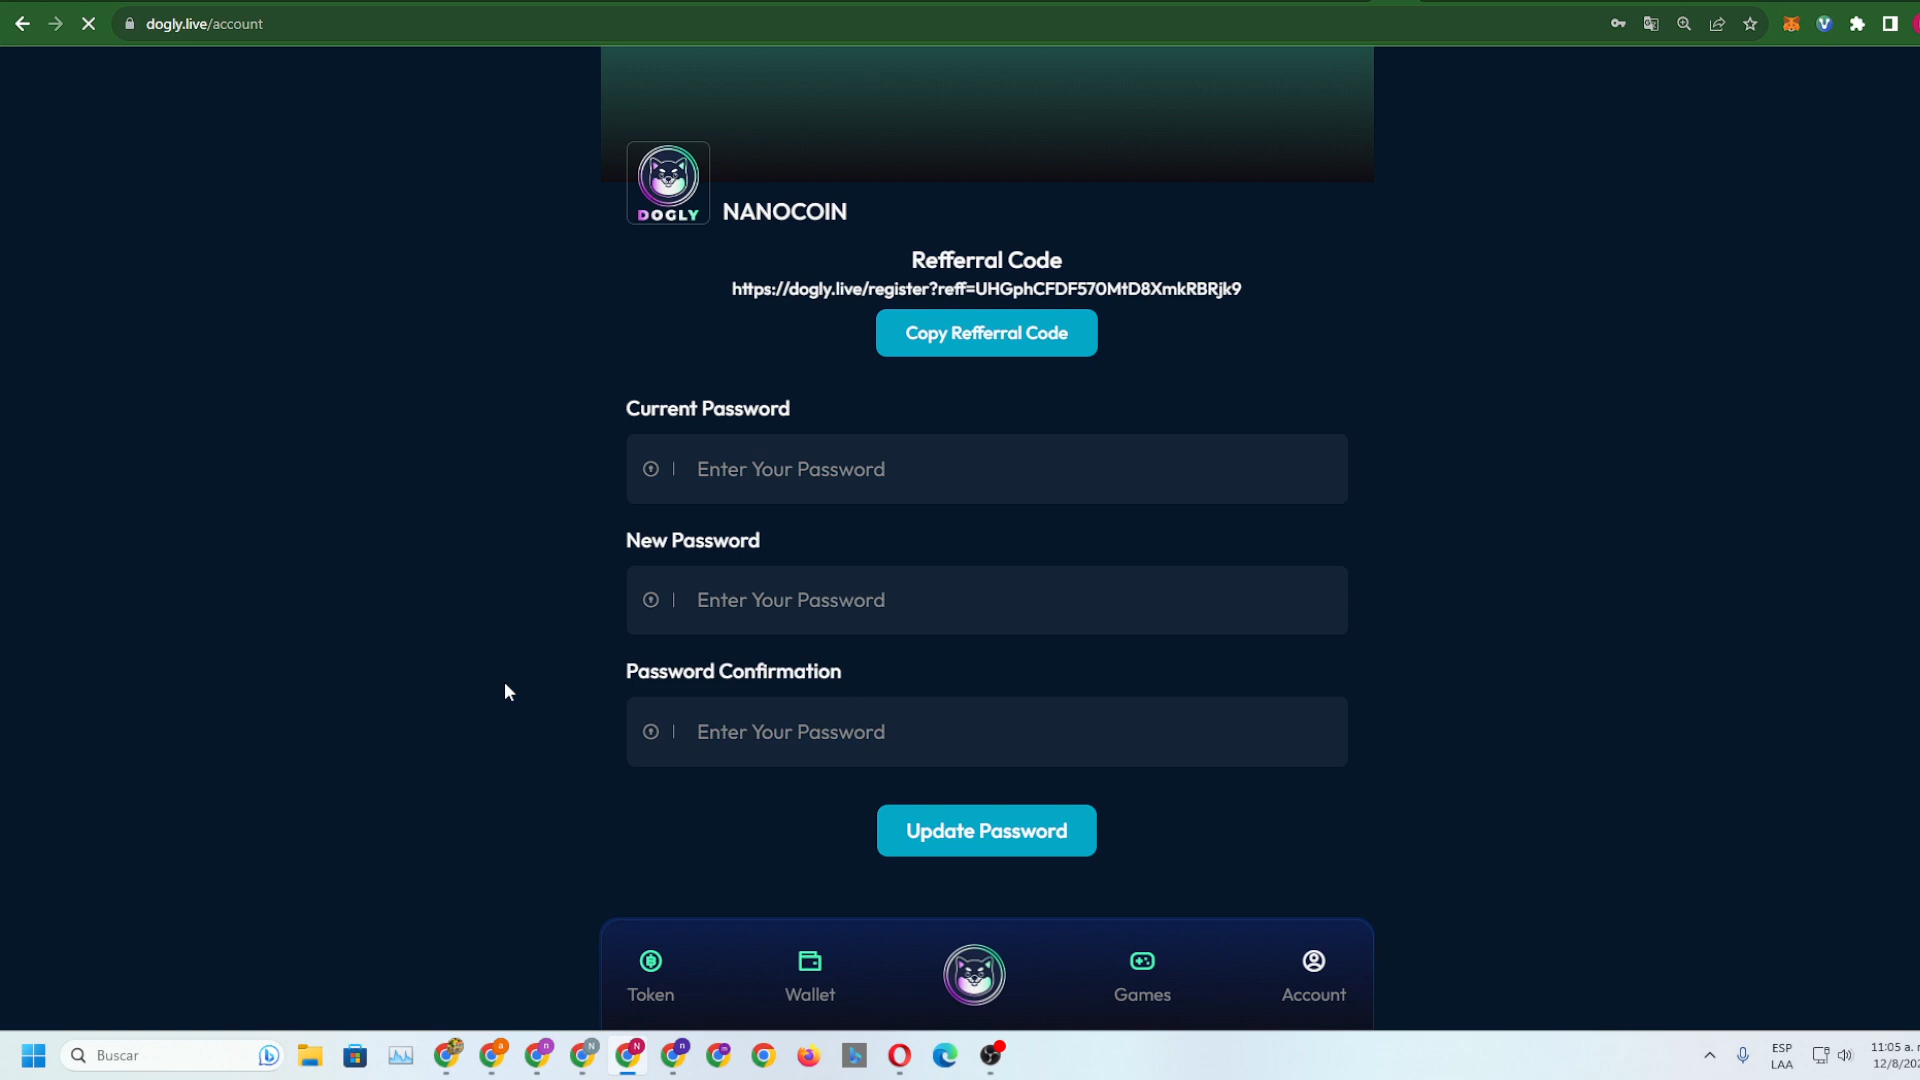 dogly.live/account
DOGLY
NANOCOIN
Refferral Code
https://dogly.live/register?reff=UHGphCFDF570MtD8XmkRBRjk9
Copy Refferral Code
Current Password
Enter Your Password
New Password
Enter Your Password
Password Confirmation
Enter Your Password
Update Password
Token
Wallet
Games
Account
Buscar
ESP
LAA
11:05 a.
12/8/202